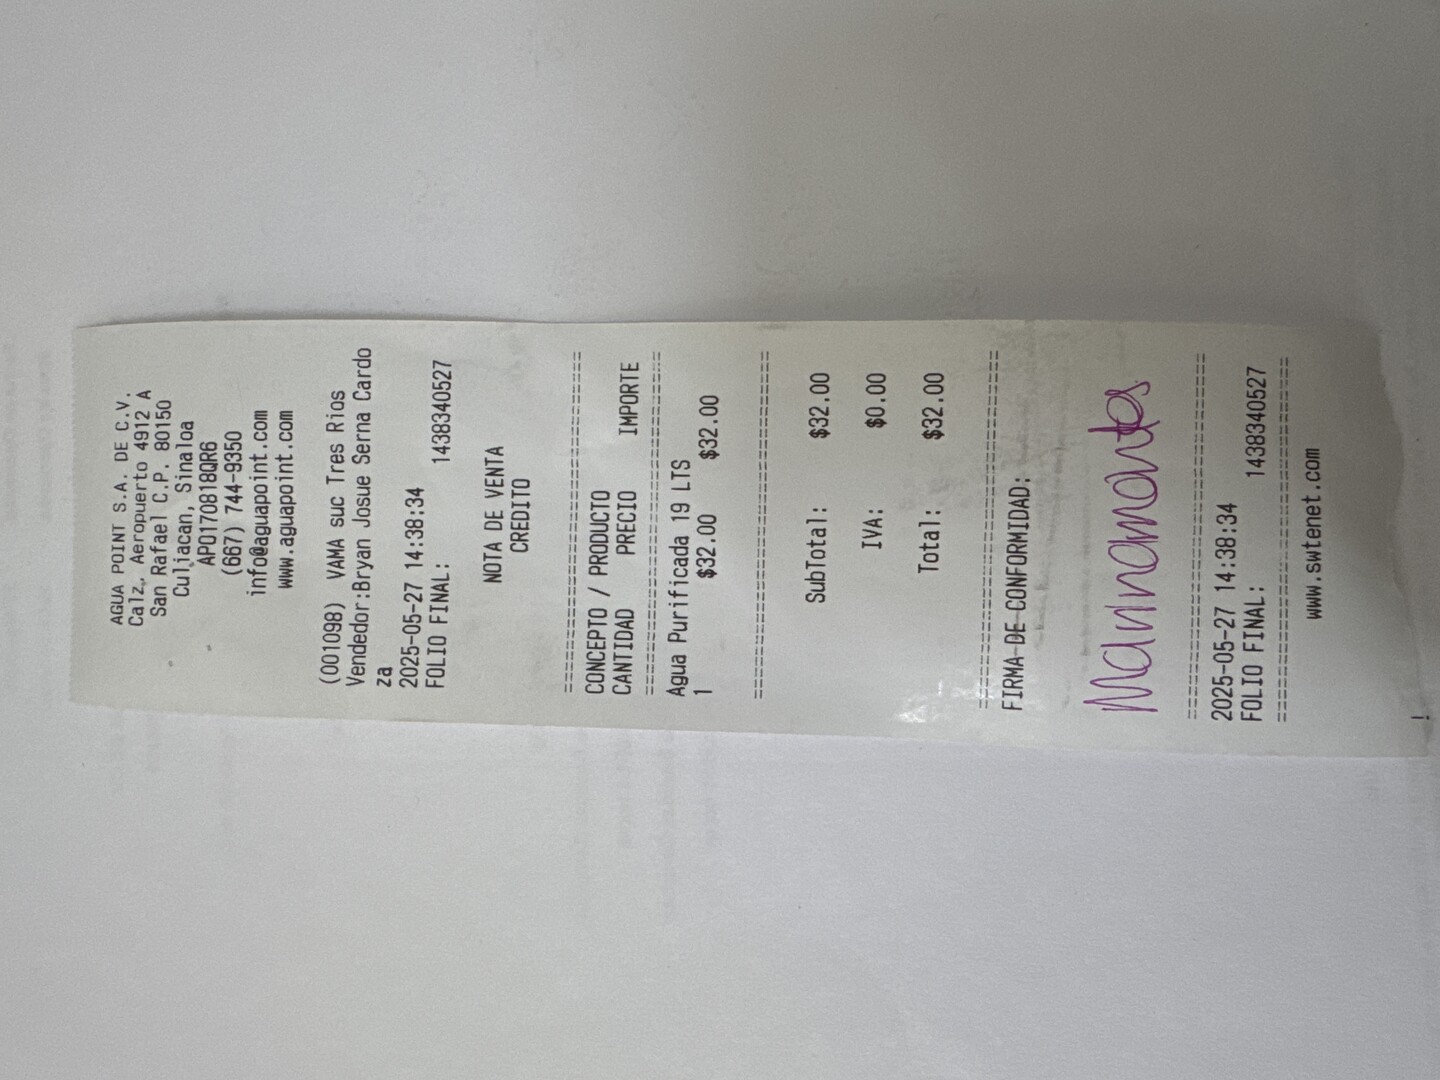 AGUA POINT S.A. DE C.V.
Calz. Aeropuerto 4912 A
San Rafael C.P. 80150
Culiacan, Sinaloa
APO170818QR6
(667) 744-9350
info@aguapoint.com
www.aguapoint.com
(001098) VAMA suc Tres Rios
Vendedor:Bryan Josue Serna Cardo
za
2025-05-27 14:38:34
FOLIO FINAL: 1438340527
NOTA DE VENTA
CREDITO
================================
CONCEPTO / PRODUCTO
CANTIDAD PRECIO IMPORTE
================================
Agua Purificada 19 LTS
1 $32.00 $32.00
================================
SubTotal: $32.00
IVA: $0.00
Total: $32.00
================================
FIRMA-DE-CONFORMIDAD:
================================
2025-05-27 14:38:34
FOLIO FINAL: 1438340527
================================
www.swtenet.com